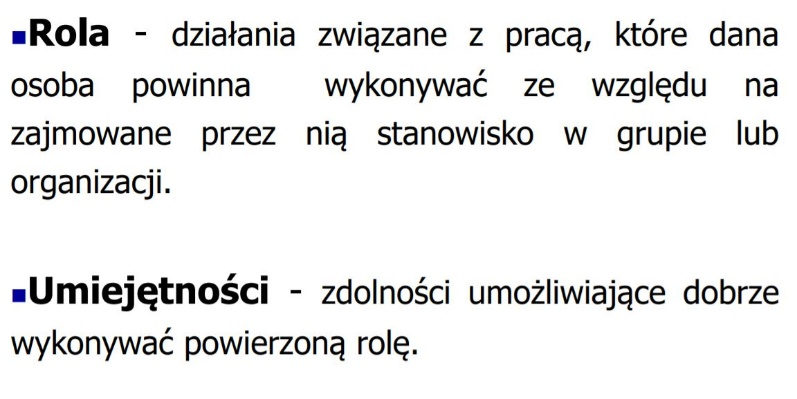 ▪Rola - działania związane z pracą, które dana
osoba powinna wykonywać ze względu na
zajmowane przez nią stanowisko w grupie lub
organizacji.
▪Umiejętności - zdolności umożliwiające dobrze
wykonywać powierzoną rolę.